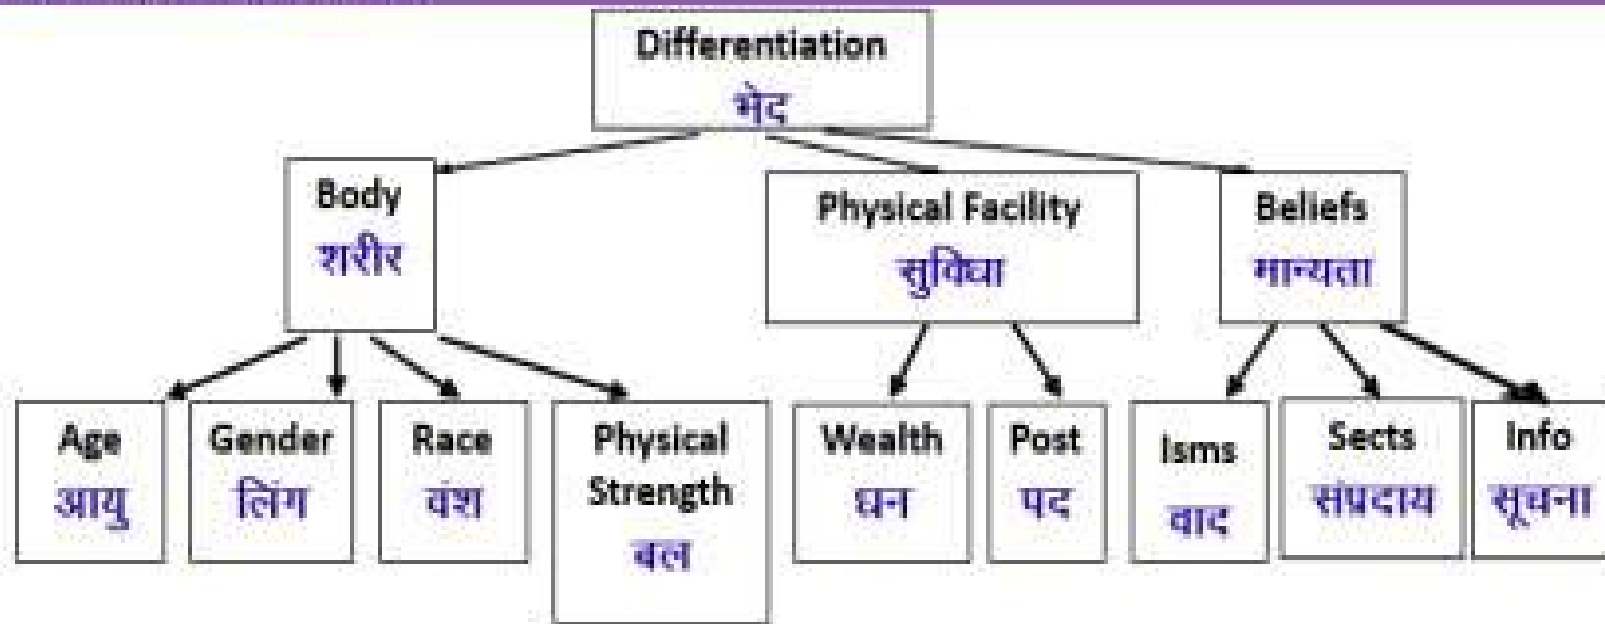 Differentiation
भेद
Body
शरीर
Physical Facility
सुविधा
Beliefs
मान्यता
Age
आयु
Gender
लिंग
Race
वंश
Physical
Strength
बल
Wealth
धन
Post
पद
Isms
वाद
Sects
संप्रदाय
Info
सूचना